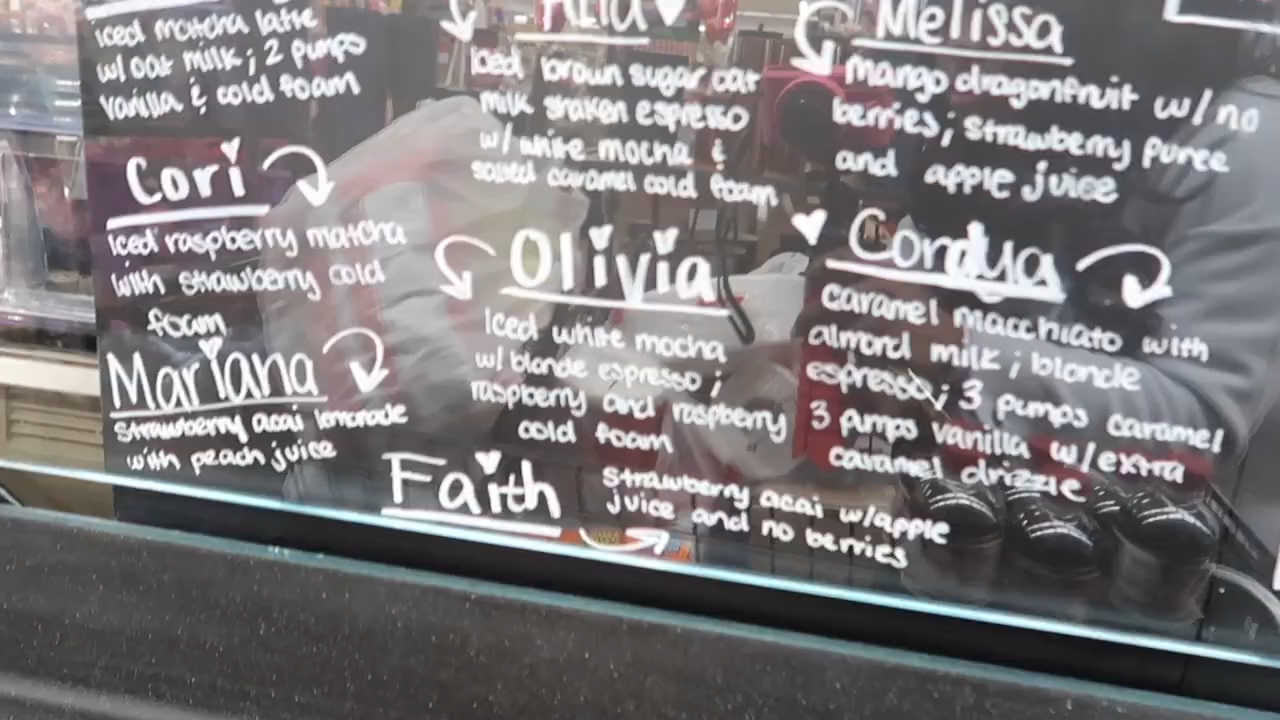 iced matcha latte
w/ oat milk; 2 pumps
vanilla & cold foam
Cori
Iced raspberry matcha
with strawberry cold
foam
Mariana
strawberry acai lemonade
with peach juice
Iced brown sugar oat
milk shaken espresso
w/ white mocha &
salted caramel cold foam
Olivia
Iced white mocha
w/ blonde espresso;
raspberry and raspberry
cold foam
Faith
strawberry acai w/apple
juice and no berries
Melissa
mango dragonfruit w/ no
berries; strawberry puree
and apple juice
Cordya
caramel macchiato with
almond milk; blonde
espresso; 3 pumps caramel
3 pumps vanilla w/extra
caramel drizzle